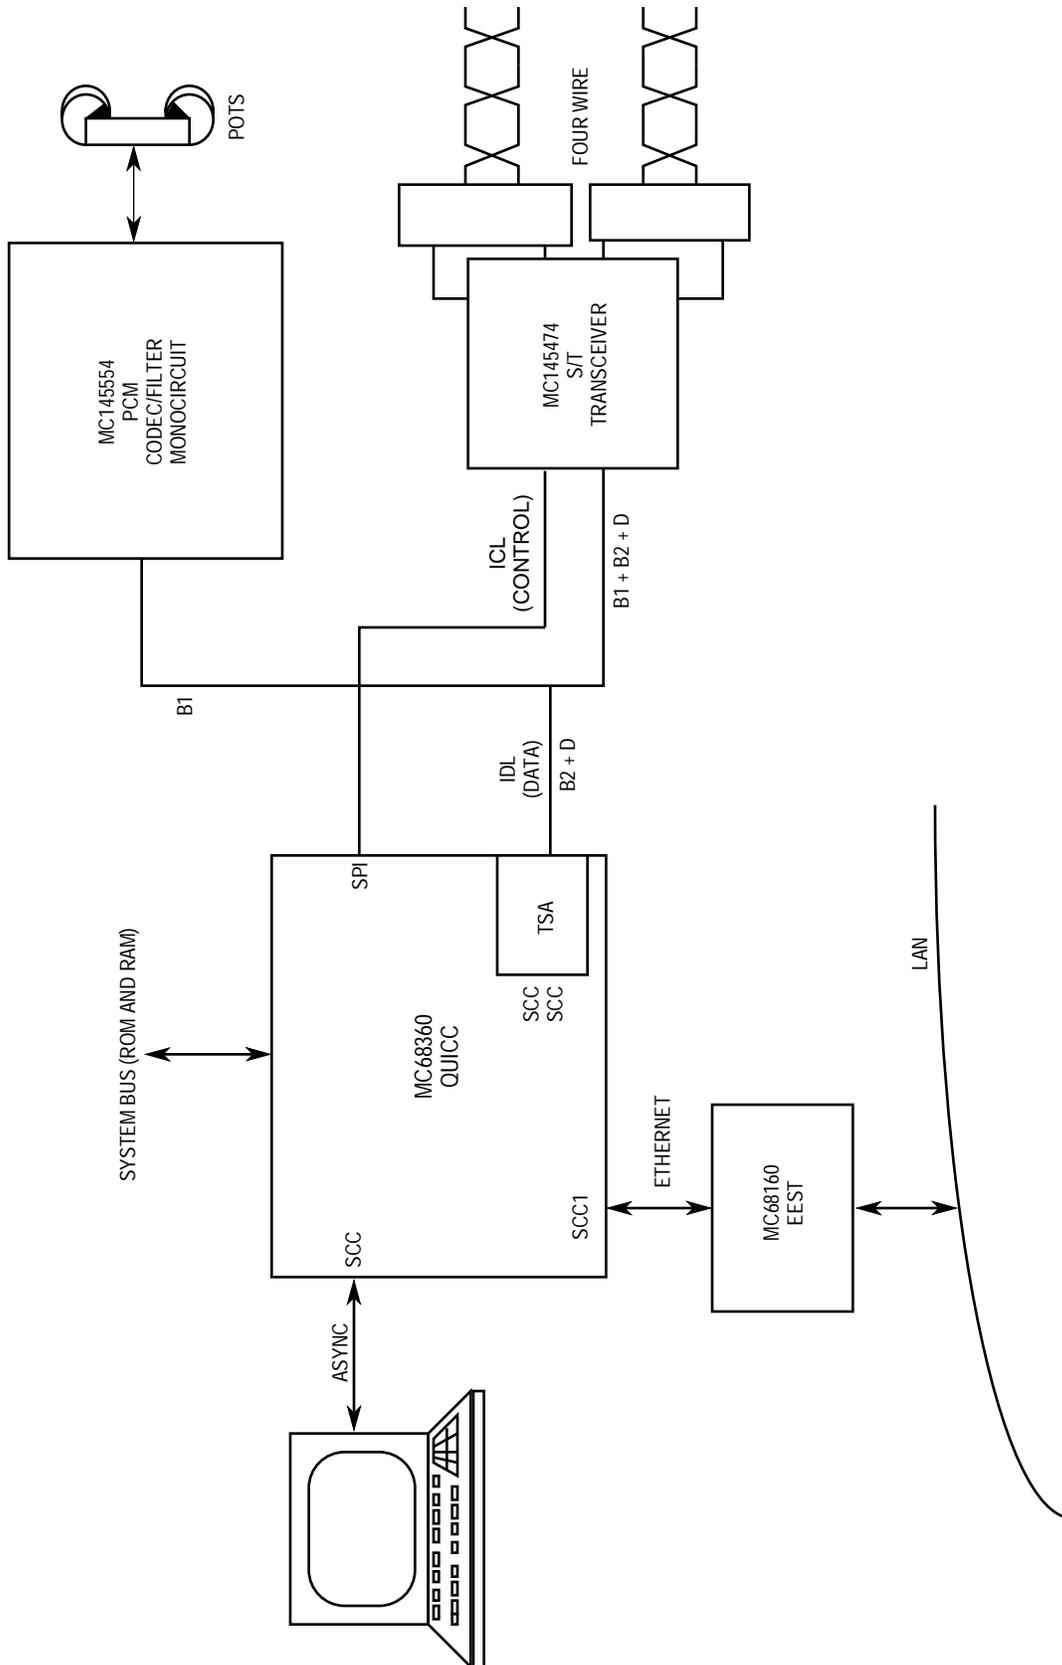 POTS
MC145554
PCM
CODEC/FILTER
MONOCIRCUIT
FOUR WIRE
MC145474
S/T
TRANSCEIVER
ICL
(CONTROL)
B1 + B2 + D
B1
IDL
(DATA)
B2 + D
SPI
TSA
SCC
SCC
SYSTEM BUS (ROM AND RAM)
MC68360
QUICC
LAN
ETHERNET
MC68160
EEST
SCC1
SCC
ASYNC